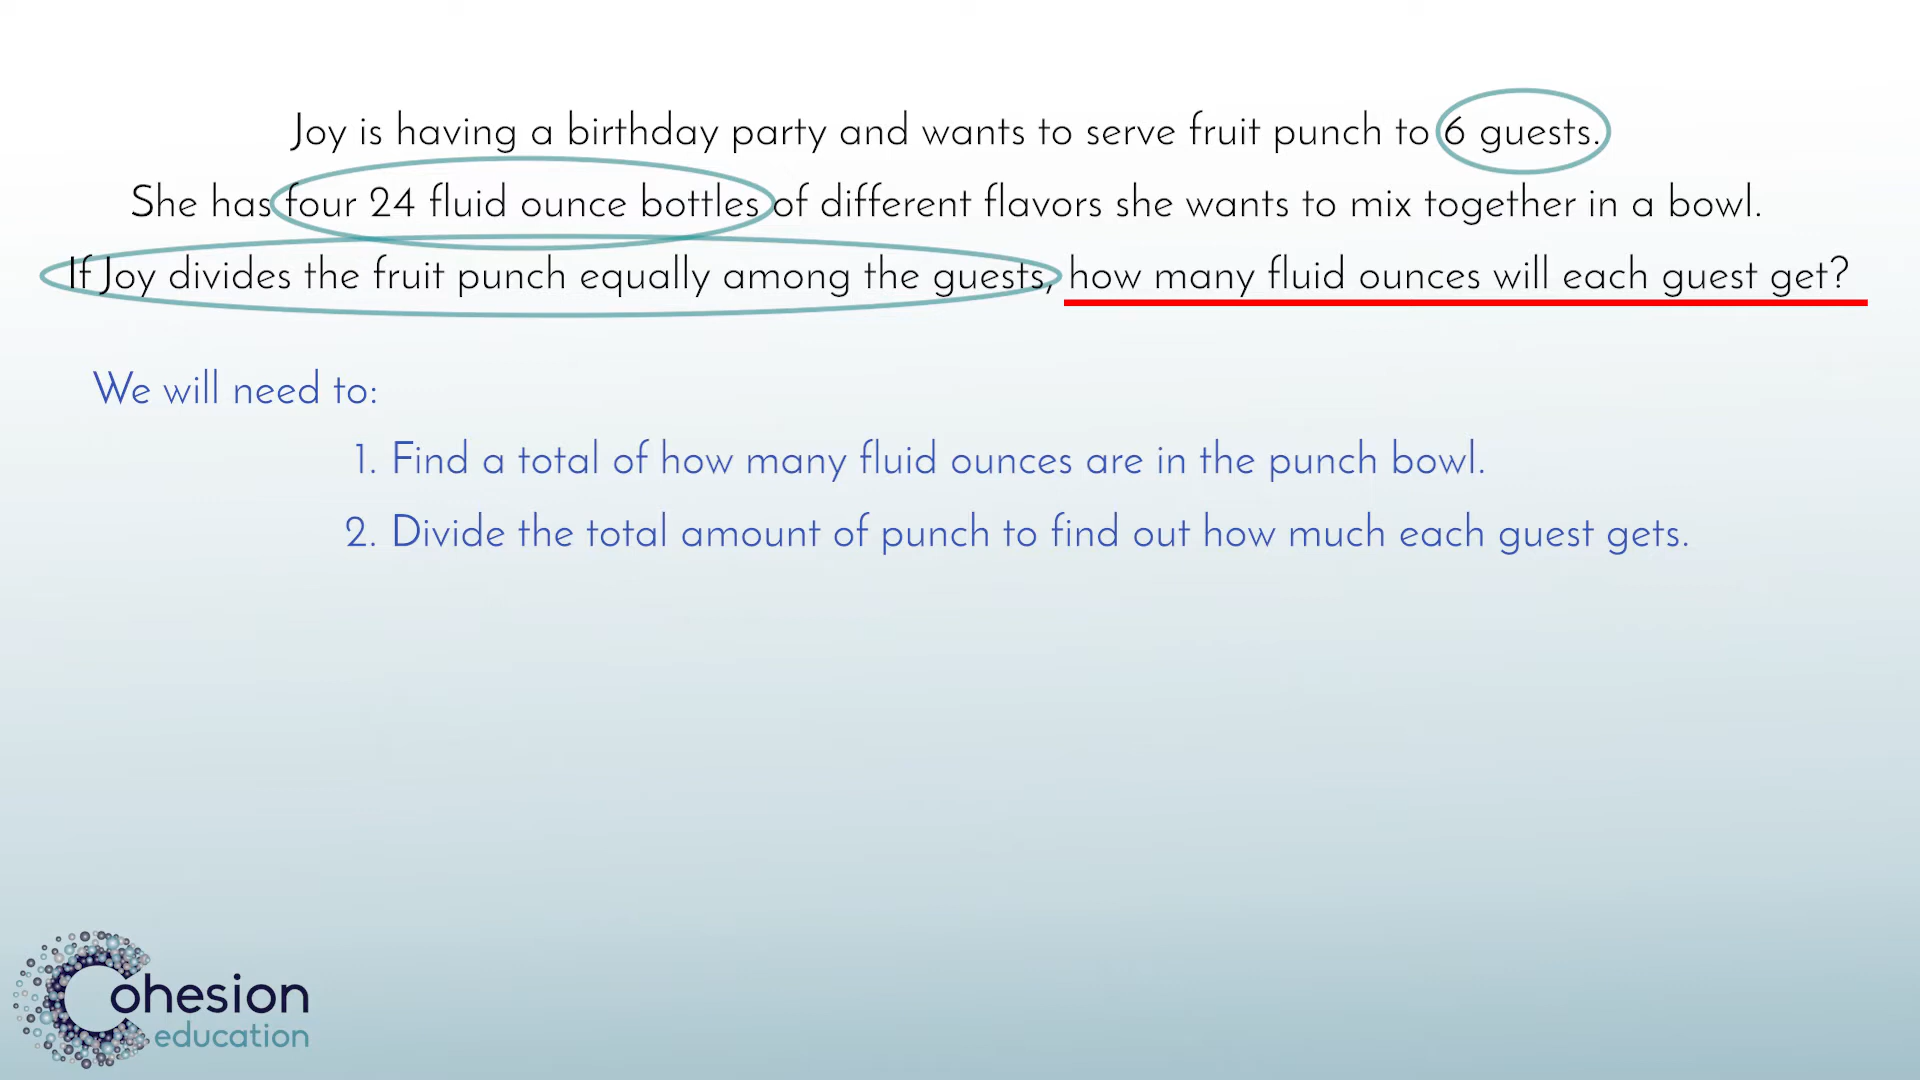 Joy is having a birthday party and wants to serve fruit punch to 6 guests.
She has four 24 fluid ounce bottles of different flavors she wants to mix together in a bowl.
If Joy divides the fruit punch equally among the guests, how many fluid ounces will each guest get?
We will need to:
1. Find a total of how many fluid ounces are in the punch bowl.
2. Divide the total amount of punch to find out how much each guest gets.
Cohesion
education